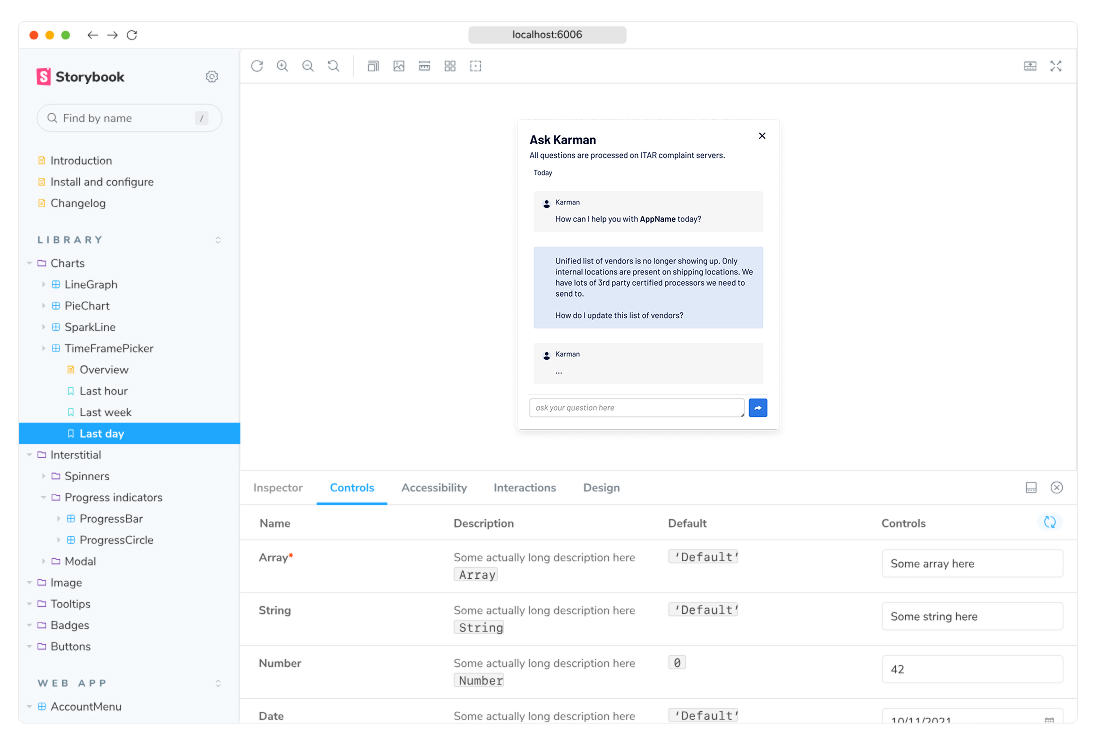 localhost:6006
Storybook
Find by name
/
Introduction
Install and configure
Changelog
LIBRARY
Charts
LineGraph
PieChart
SparkLine
TimeFramePicker
Overview
Last hour
Last week
Last day
Interstitial
Spinners
Progress indicators
ProgressBar
ProgressCircle
Modal
Image
Tooltips
Badges
Buttons
WEB APP
AccountMenu
Ask Karman
All questions are processed on ITAR complaint servers.
Today
Karman
How can I help you with AppName today?
Unified list of vendors is no longer showing up. Only
internal locations are present on shipping locations. We
have lots of 3rd party certified processors we need to
send to.
How do I update this list of vendors?
Karman
...
ask your question here
Inspector Controls Accessibility Interactions Design
Name Description Default Controls
Array* Some actually long description here ‘Default’ Some array here
Array
String Some actually long description here ‘Default’ Some string here
String
Number Some actually long description here 0 42
Number
Date Some actually long description here ‘Default’ 10/11/2021